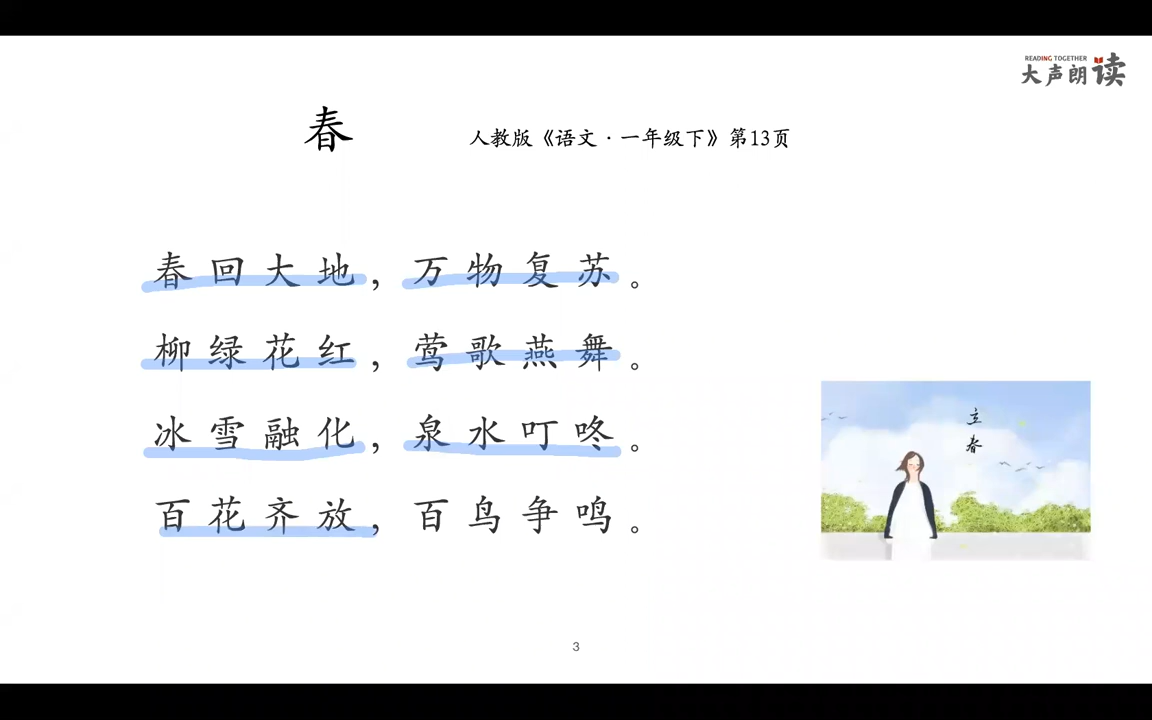 READING TOGETHER
大声朗读
春
人教版《语文·一年级下》第13页
春回大地，万物复苏。
柳绿花红，莺歌燕舞。
冰雪融化，泉水叮咚。
百花齐放，百鸟争鸣。
立春
3